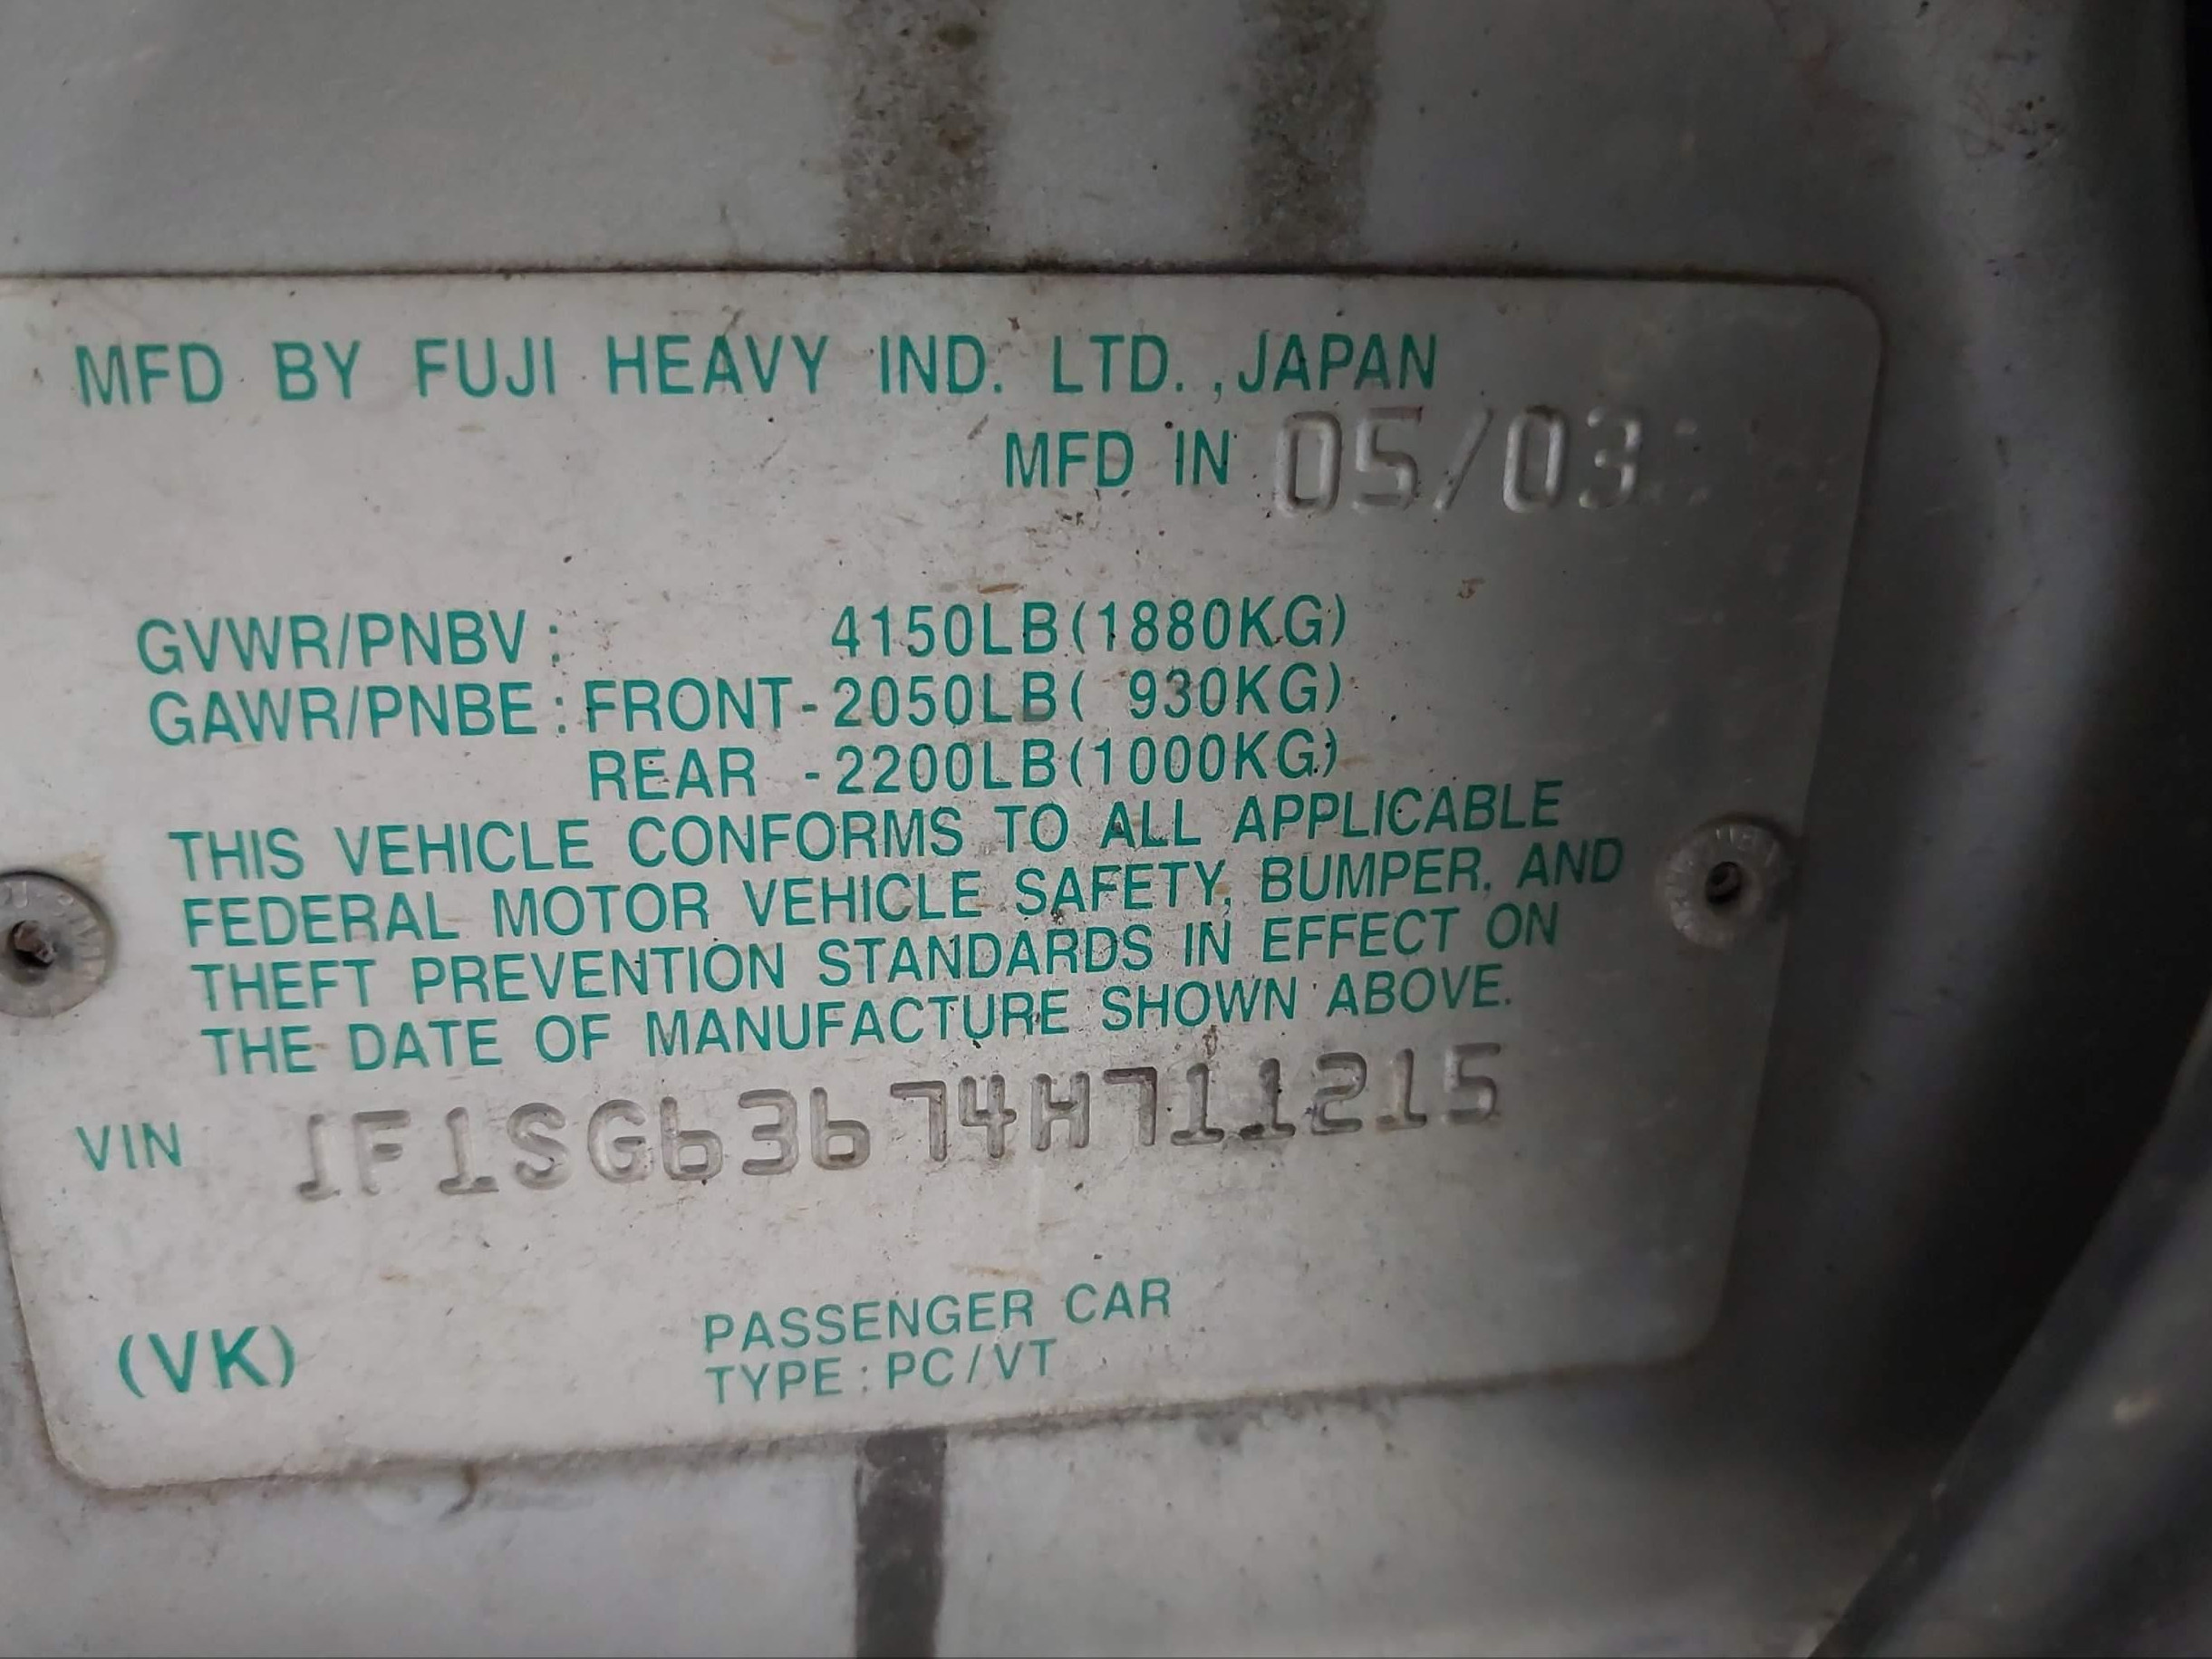 MFD BY FUJI HEAVY IND. LTD.,JAPAN
MFD IN 05/03
GVWR/PNBV: 4150LB(1880KG)
GAWR/PNBE:FRONT-2050LB( 930KG)
REAR -2200LB(1000KG)
THIS VEHICLE CONFORMS TO ALL APPLICABLE
FEDERAL MOTOR VEHICLE SAFETY, BUMPER, AND
THEFT PREVENTION STANDARDS IN EFFECT ON
THE DATE OF MANUFACTURE SHOWN ABOVE.
VIN JF1SG63674H711215
(VK)
PASSENGER CAR
TYPE:PC/VT